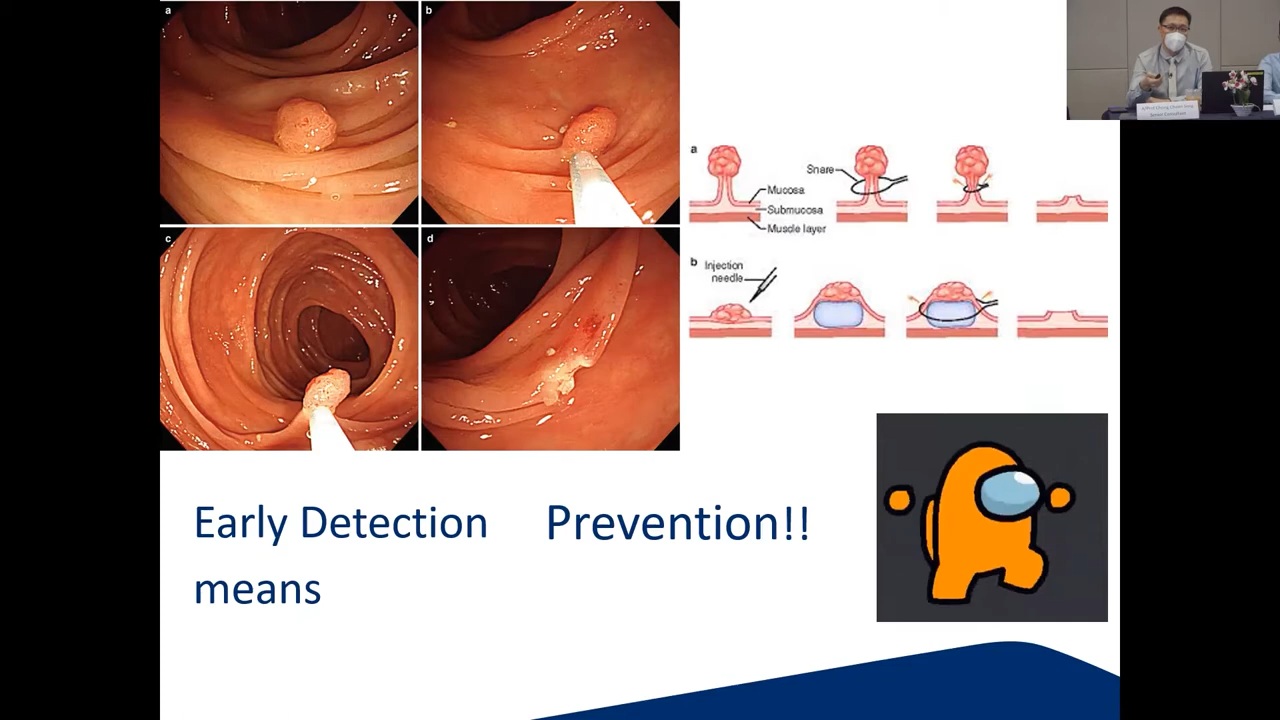 a
b
c
d
a
Snare
Mucosa
Submucosa
Muscle layer
b
Injection
needle
Early Detection
means
Prevention!!